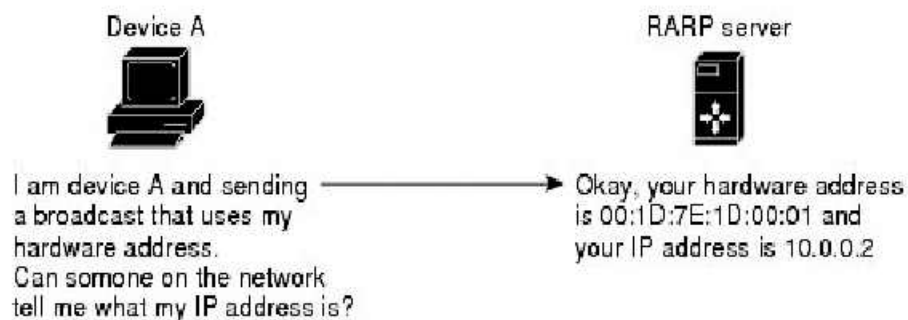 Device A
RARP server
I am device A and sending
a broadcast that uses my
hardware address.
Can somone on the network
tell me what my IP address is?
Okay, your hardware address
is 00:1D:7E:1D:00:01 and
your IP address is 10.0.0.2